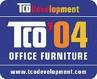 TCO Development
TCO'04
OFFICE FURNITURE
www.tcodevelopment.com